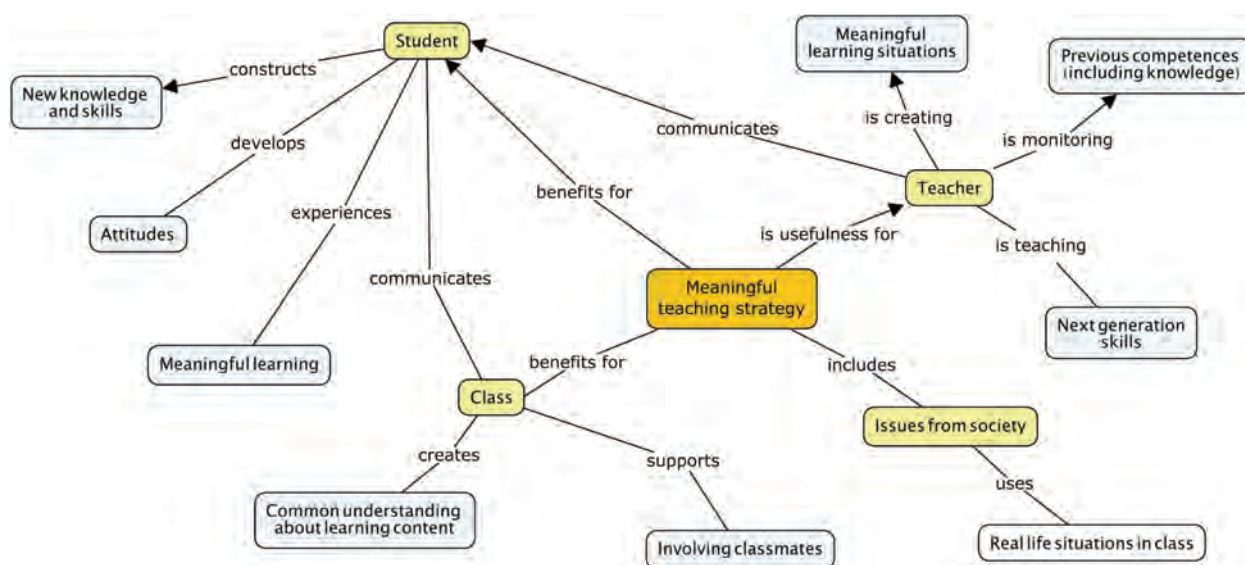 Student
Meaningful
learning situations
Previous competences
(including knowledge)
constructs
New knowledge
and skills
communicates
is creating
is monitoring
develops
benefits for
Teacher
experiences
Attitudes
is usefulness for
is teaching
communicates
Meaningful
teaching strategy
Next generation
skills
Meaningful learning
benefits for
includes
Class
Issues from society
creates
supports
uses
Common understanding
about learning content
Involving classmates
Real life situations in class